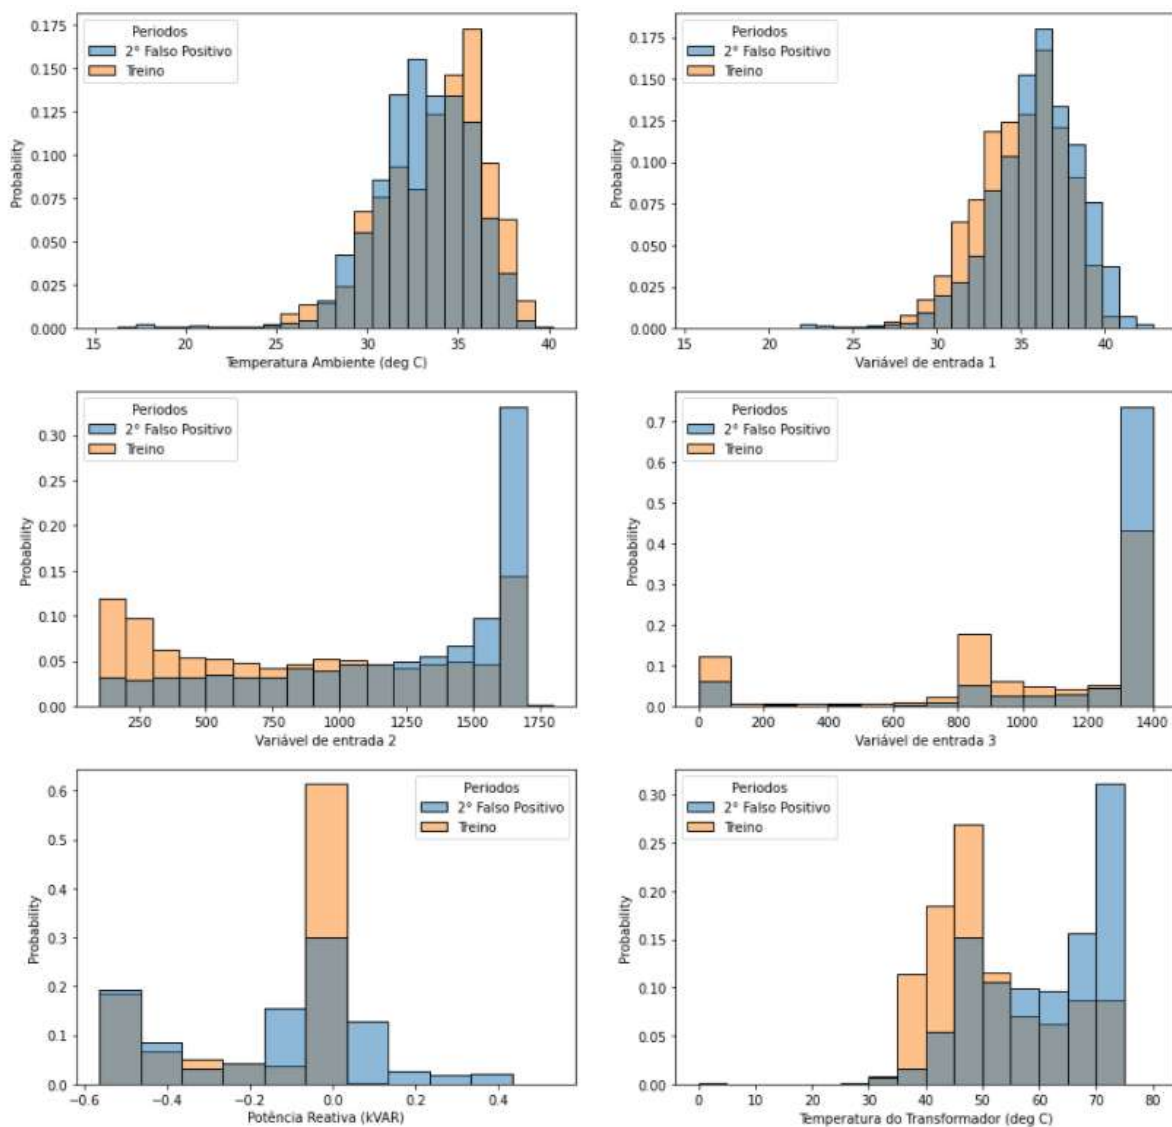 Periodos
2° Falso Positivo
Treino
Probability
0.175
0.150
0.125
0.100
0.075
0.050
0.025
0.000
15 20 25 30 35 40
Temperatura Ambiente (deg C)
Periodos
2° Falso Positivo
Treino
Probability
0.175
0.150
0.125
0.100
0.075
0.050
0.025
0.000
15 20 25 30 35 40
Variável de entrada 1
Periodos
2° Falso Positivo
Treino
Probability
0.30
0.25
0.20
0.15
0.10
0.05
0.00
250 500 750 1000 1250 1500 1750
Variável de entrada 2
Periodos
2° Falso Positivo
Treino
Probability
0.7
0.6
0.5
0.4
0.3
0.2
0.1
0.0
0 200 400 600 800 1000 1200 1400
Variável de entrada 3
Periodos
2° Falso Positivo
Treino
Probability
0.6
0.5
0.4
0.3
0.2
0.1
0.0
−0.6 −0.4 −0.2 0.0 0.2 0.4
Potência Reativa (kVAR)
Periodos
2° Falso Positivo
Treino
Probability
0.30
0.25
0.20
0.15
0.10
0.05
0.00
0 10 20 30 40 50 60 70 80
Temperatura do Transformador (deg C)